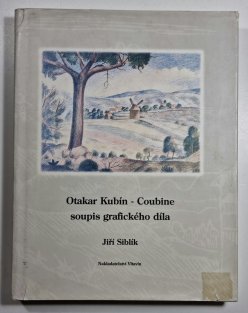 Otakar Kubín - Coubine
soupis grafického díla
Jiří Siblík
Nakladatelství Vltavín